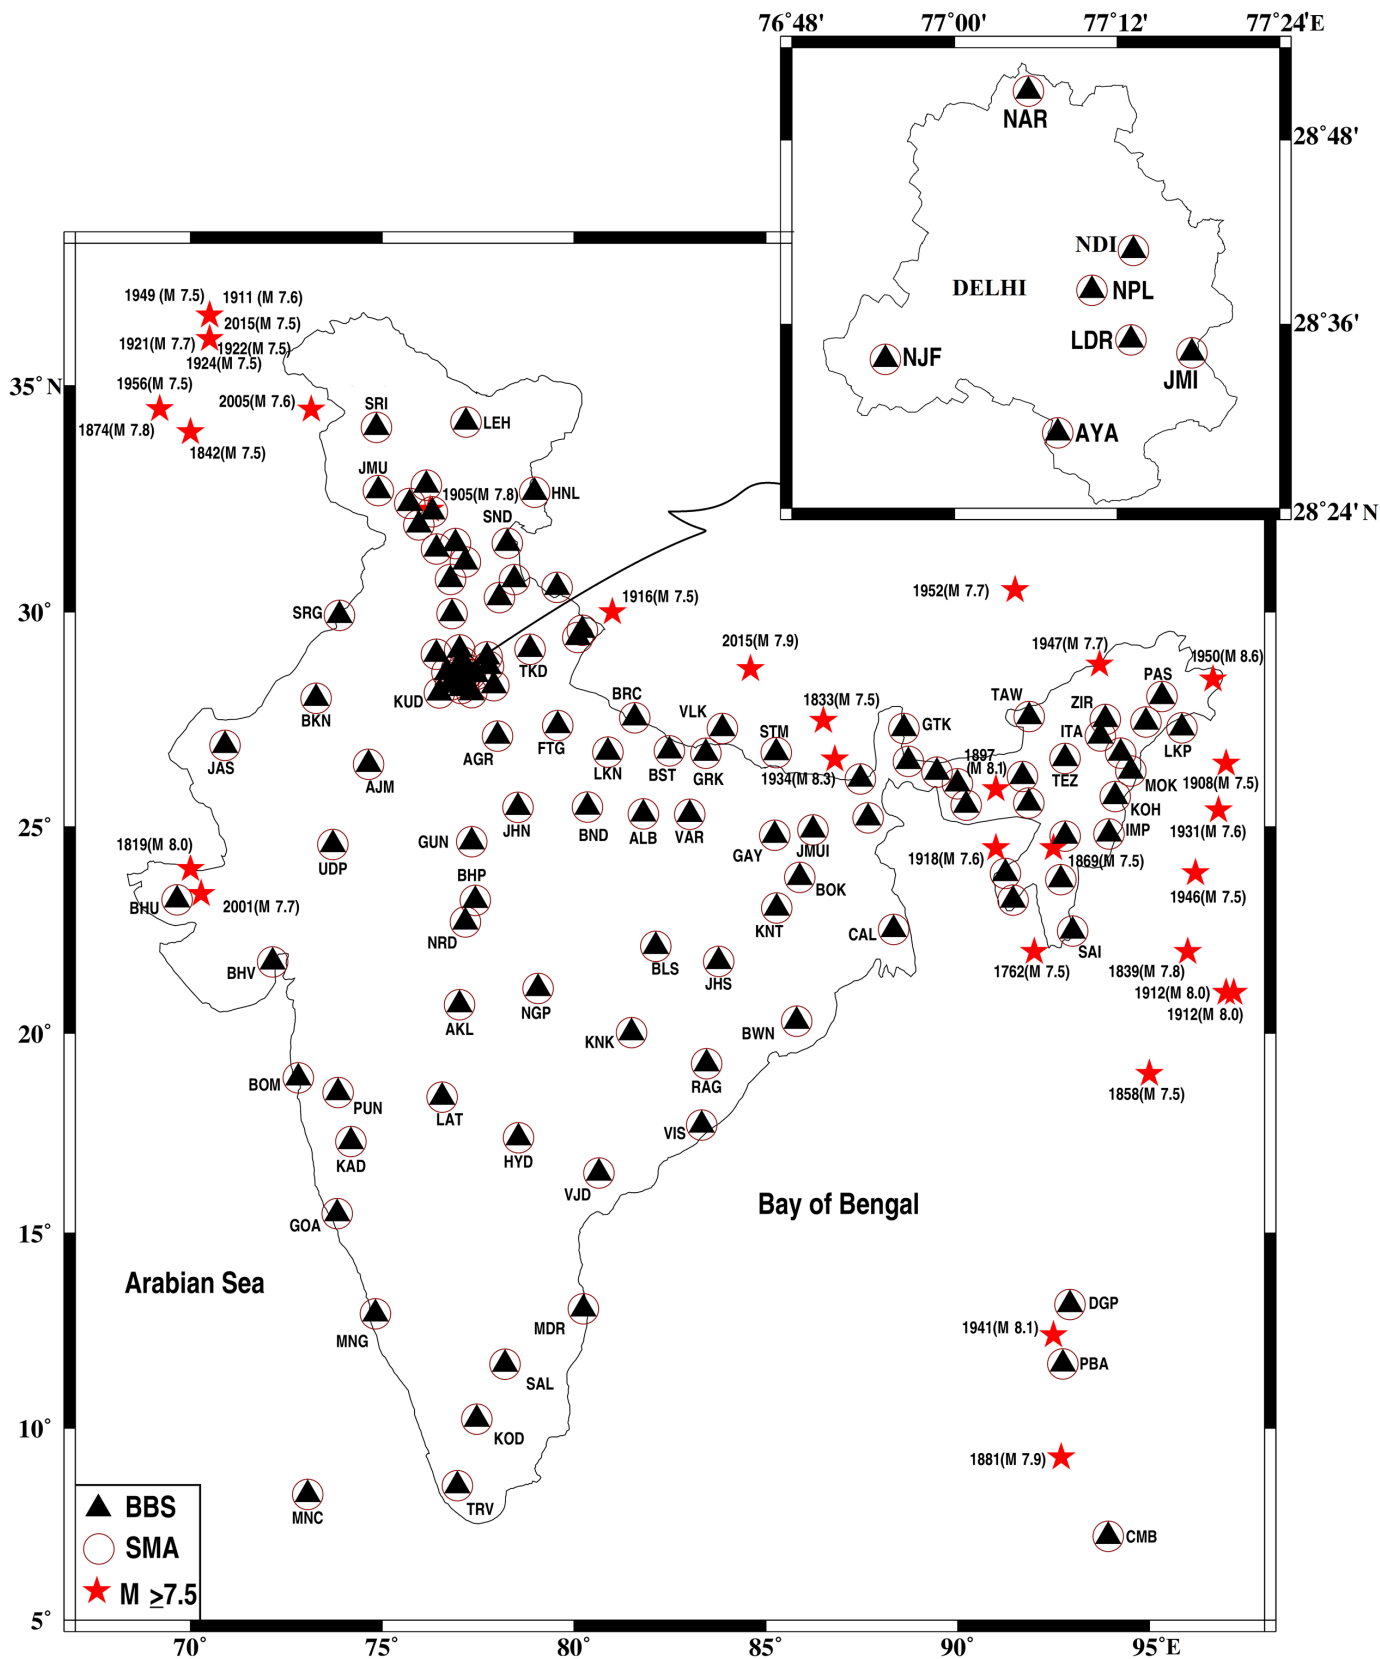 76°48' 77°00' 77°12' 77°24'E
NAR
28°48'
NDI
DELHI
NPL
28°36'
LDR
NJF
JMI
AYA
28°24'N
1949 (M 7.5)
1911 (M 7.6)
2015(M 7.5)
1921(M 7.7)
1922(M 7.5)
1924(M 7.5)
35°N
1956(M 7.5)
2005(M 7.6)
SRI
LEH
1874(M 7.8)
1842(M 7.5)
JMU
1905(M 7.8)
HNL
SND
1952(M 7.7)
1916(M 7.5)
30°
SRG
2015(M 7.9)
1947(M 7.7)
1950(M 8.6)
TKD
PAS
KUD
BRC
1833(M 7.5)
TAW
ZIR
BKN
VLK
GTK
ITA
FTG
STM
LKP
AGR
JAS
LKN
BST
GRK
1934(M 8.3)
1897
(M 8.1)
TEZ
MOK
1908(M 7.5)
AJM
KOH
JHN
BND
ALB
VAR
IMP
1931(M 7.6)
25°
1819(M 8.0)
GUN
UDP
GAY
JMUI
1918(M 7.6)
1869(M 7.5)
BHP
BOK
1946(M 7.5)
BHU
2001(M 7.7)
KNT
CAL
NRD
SAI
BHV
BLS
JHS
1762(M 7.5)
1839(M 7.8)
NGP
1912(M 8.0)
1912(M 8.0)
AKL
20°
KNK
BWN
BOM
RAG
1858(M 7.5)
PUN
LAT
VIS
KAD
HYD
VJD
Bay of Bengal
GOA
15°
Arabian Sea
DGP
MNG
MDR
1941(M 8.1)
PBA
SAL
10°
KOD
1881(M 7.9)
TRV
MNC
BBS
CMB
SMA
M ≥7.5
5°
70° 75° 80° 85° 90° 95°E